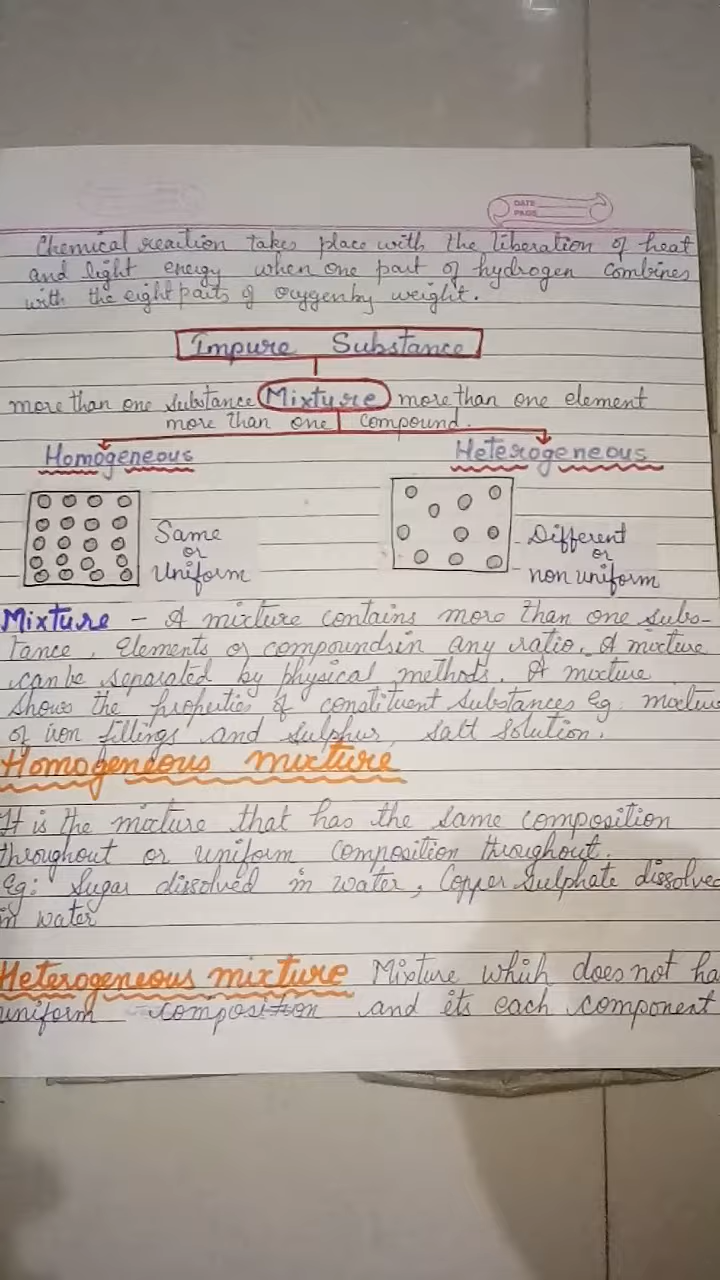 DATE
PAGE
Chemical reaction takes place with the liberation of heat
and light energy when one part of hydrogen combines
with the eight parts of oxygen by weight.
Impure Substance
more than one substance Mixture more than one element
more than one compound.
Homogeneous Heterogeneous
Same
or
Uniform
Different
or
non uniform
Mixture - A mixture contains more than one subs-
tance, elements or compounds in any ratio. A mixture
can be separated by physical methods. A mixture
shows the properties of constituent substances eg: mixtu
of iron fillings and sulphur, salt solution.
Homogeneous mixture
It is the mixture that has the same composition
throughout or uniform composition throughout.
Eg: Sugar dissolved in water, Copper Sulphate dissolved
in water
Heterogeneous mixture Mixture which does not ha
uniform composition and its each component